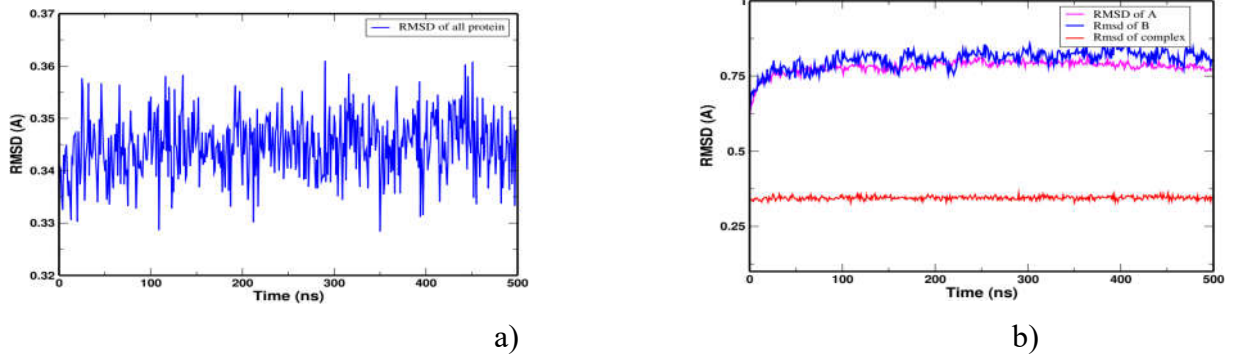 0.37
0.36
0.35
0.34
0.33
0.32
RMSD (A)
RMSD of all protein
0 100 200 300 400 500
Time (ns)
a)
1
0.75
0.5
0.25
RMSD (A)
RMSD of A
Rmsd of B
Rmsd of complex
0 100 200 300 400 500
Time (ns)
b)